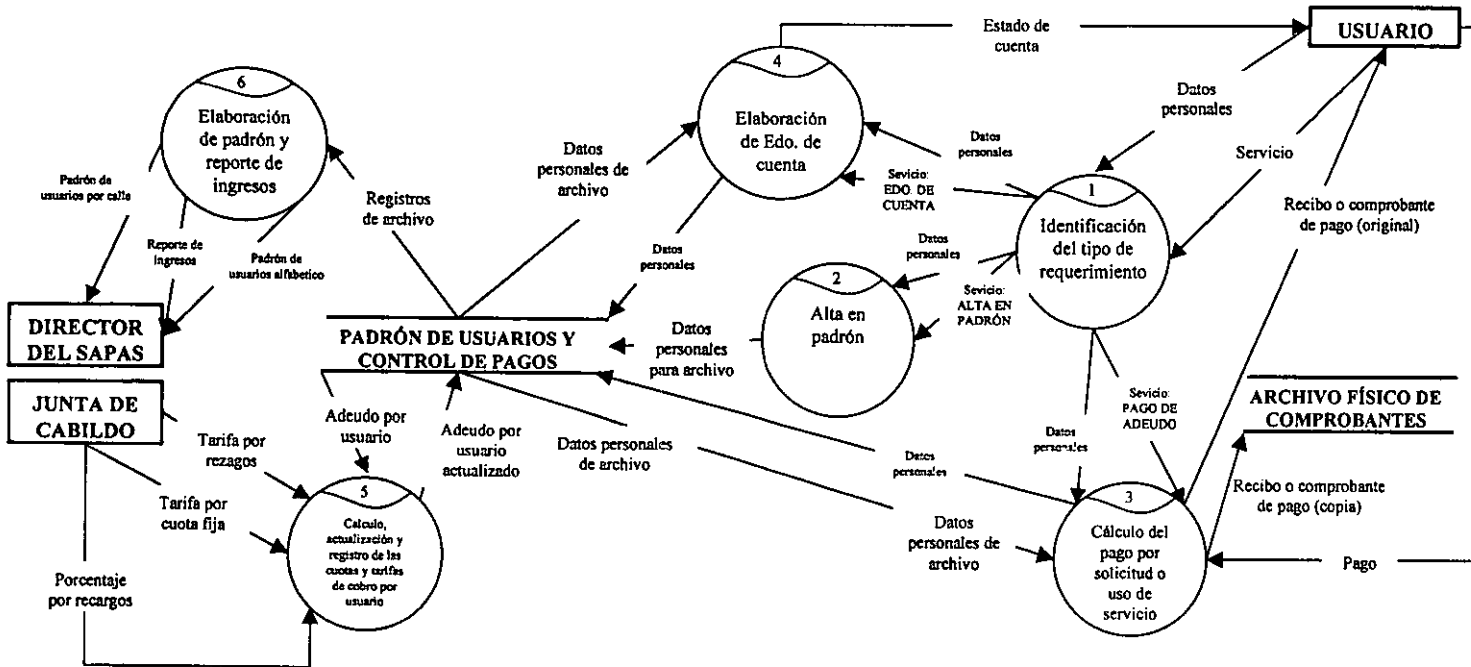 Estado de
cuenta
USUARIO
4
Elaboración
de Edo. de
cuenta
6
Elaboración
de padrón y
reporte de
ingresos
Datos
personales
Datos
personales
Servicio
Datos
personales de
archivo
Sevicio:
EDO. DE
CUENTA
1
Identificación
del tipo de
requerimiento
Recibo o comprobante
de pago (original)
Padrón de
usuarios por calle
Registros
de archivo
Reporte de
ingresos
Padrón de
usuarios alfabetico
Datos
personales
Datos
personales
2
Alta en
padrón
Sevicio:
ALTA EN
PADRÓN
DIRECTOR
DEL SAPAS
PADRÓN DE USUARIOS Y
CONTROL DE PAGOS
Datos
personales
para archivo
JUNTA DE
CABILDO
Sevicio:
PAGO DE
ADEUDO
ARCHIVO FÍSICO DE
COMPROBANTES
Tarifa por
rezagos
Adeudo por
usuario
Adeudo por
usuario
actualizado
Datos personales
de archivo
Datos
personales
Datos
personales
Tarifa por
cuota fija
5
Calculo,
actualización y
registro de las
cuotas y tarifas
de cobro por
usuario
3
Cálculo del
pago por
solicitud o
uso de
servicio
Recibo o comprobante
de pago (copia)
Datos
personales de
archivo
Pago
Porcentaje
por recargos